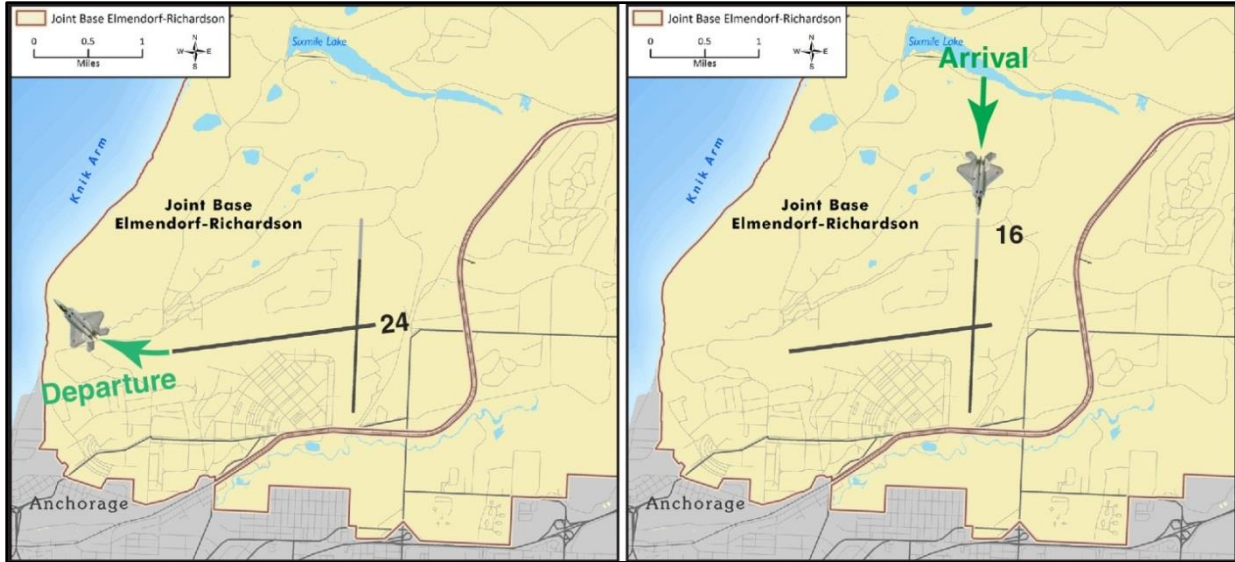 Joint Base Elmendorf-Richardson
0 0.5 1
Miles
N
W E
S
Sixmile Lake
Knik Arm
Joint Base
Elmendorf-Richardson
24
Departure
Anchorage
Joint Base Elmendorf-Richardson
0 0.5 1
Miles
N
W E
S
Sixmile Lake
Arrival
Knik Arm
Joint Base
Elmendorf-Richardson
16
Anchorage